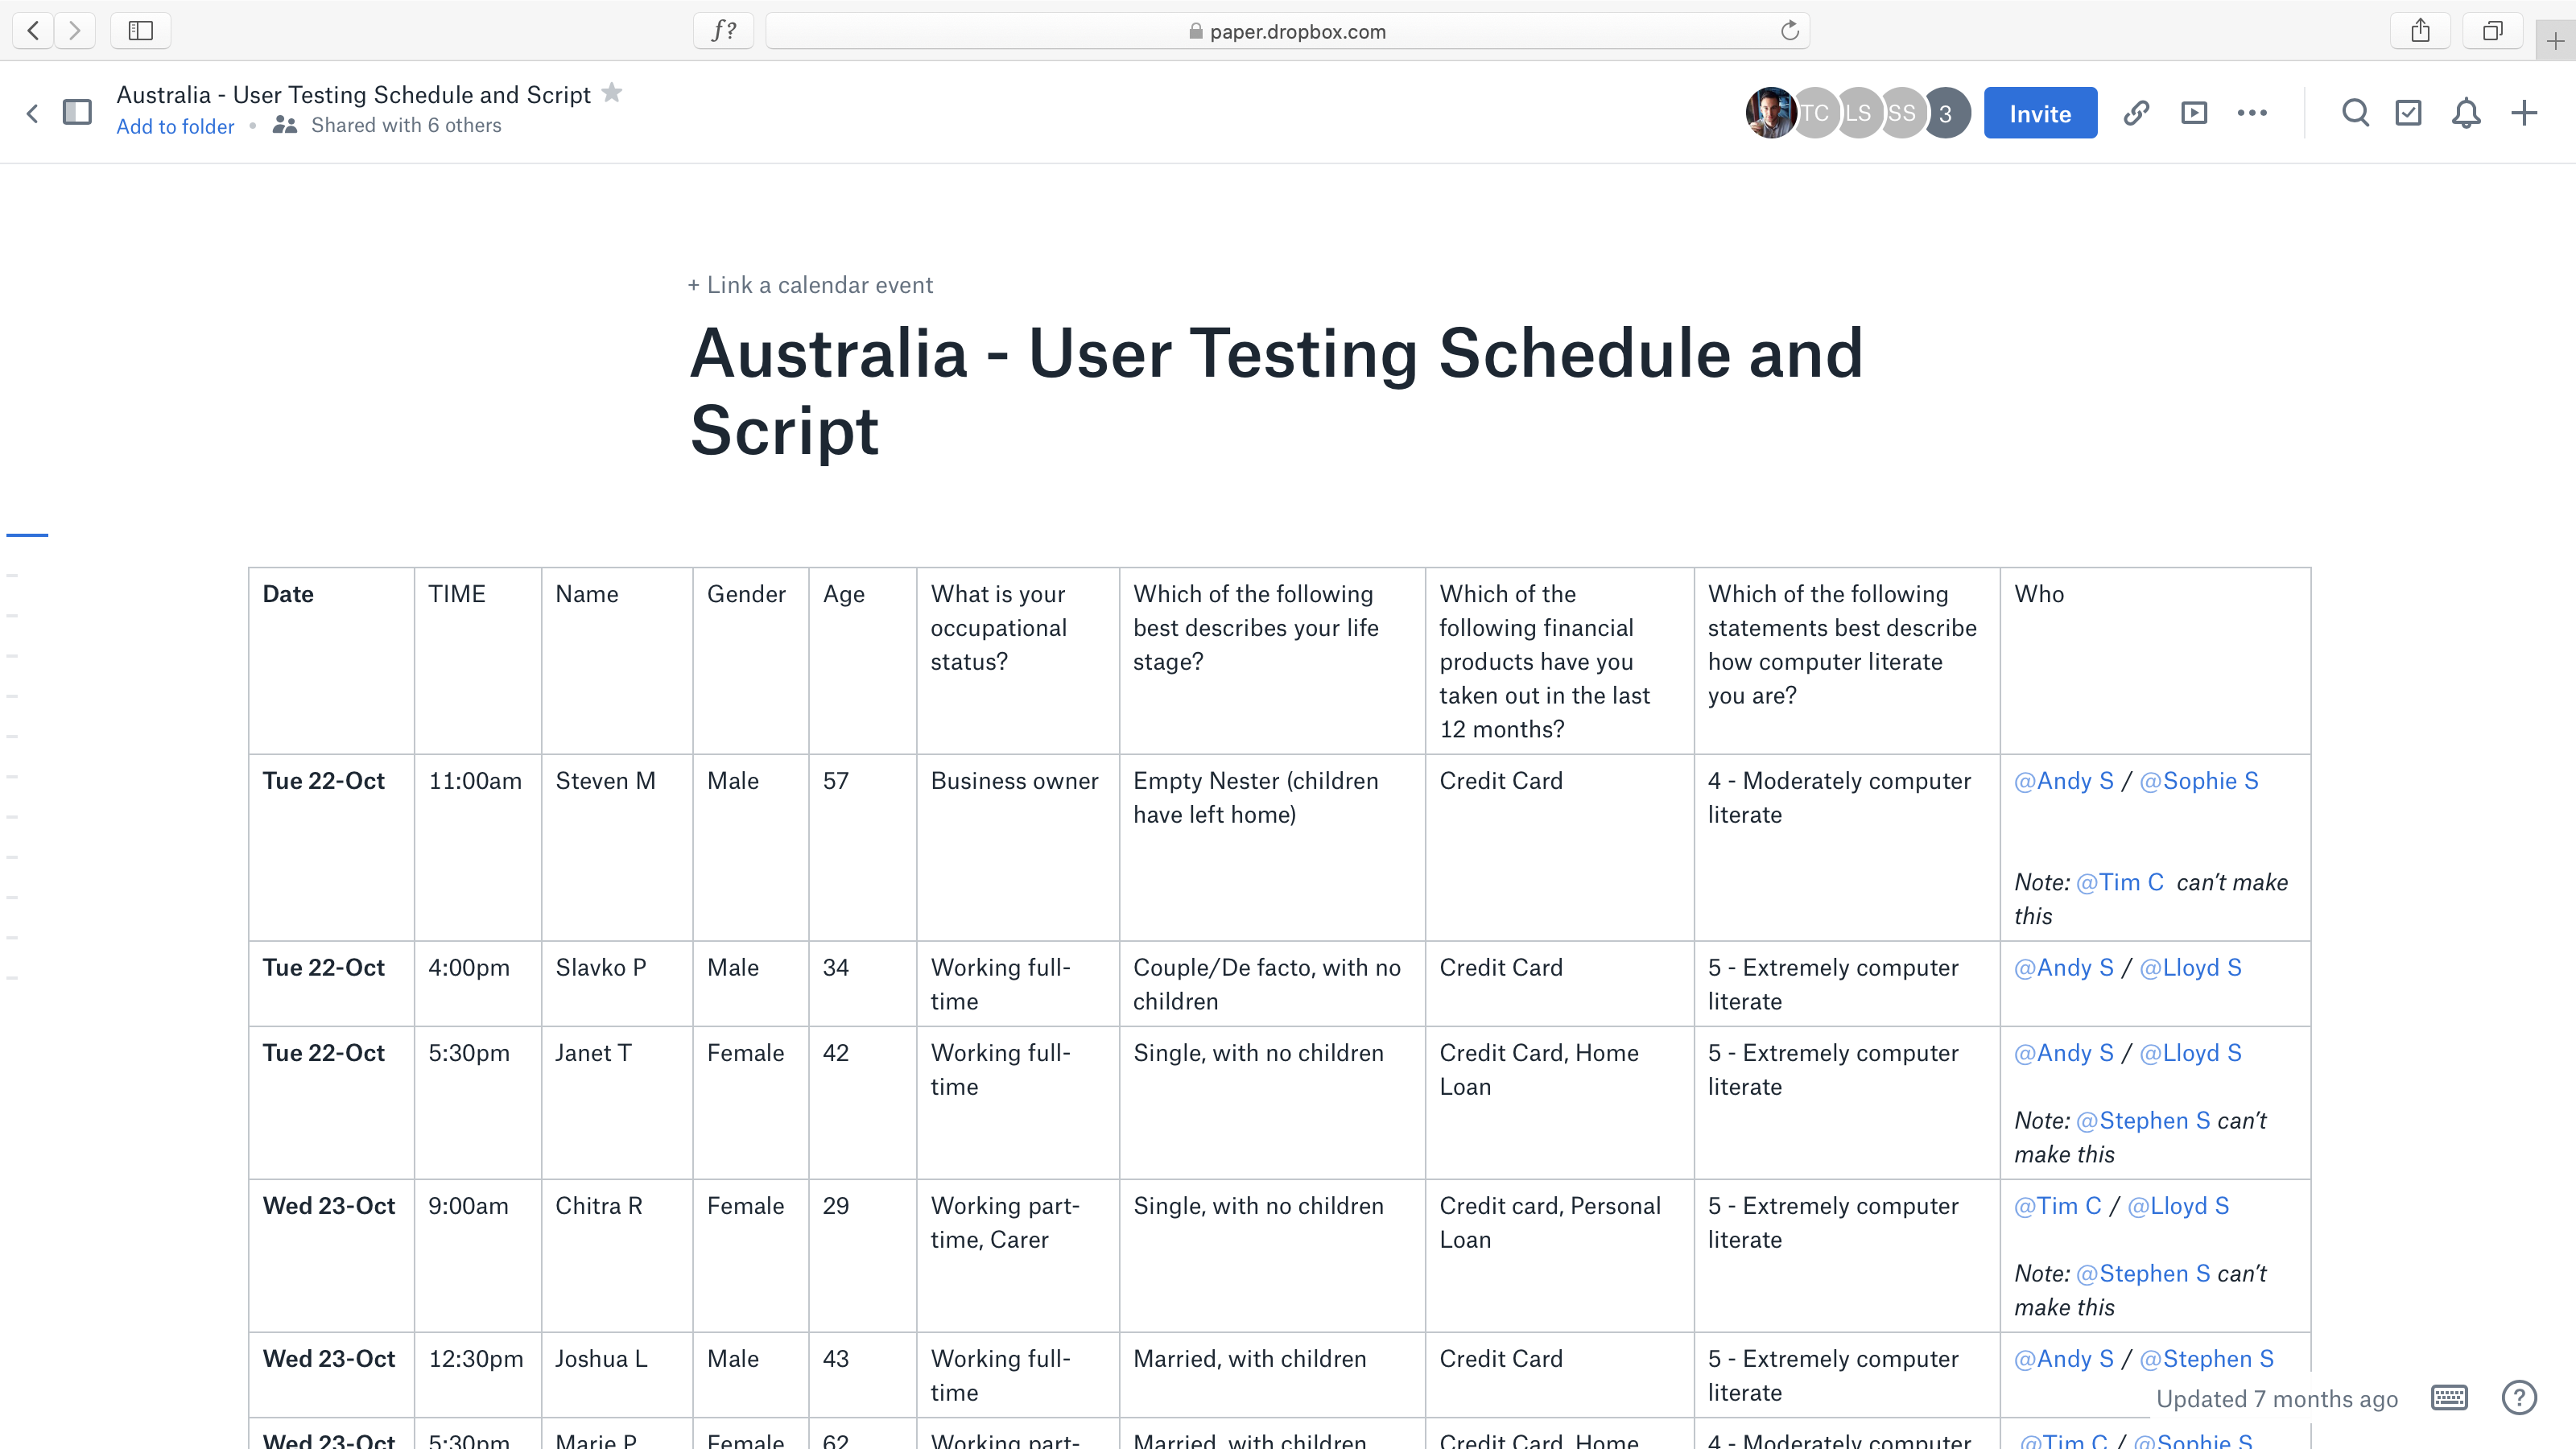 ƒ?
paper.dropbox.com
Australia - User Testing Schedule and Script
Add to folder • Shared with 6 others
TC
LS
SS
3
Invite
+ Link a calendar event
Australia - User Testing Schedule and
Script
Date
TIME
Name
Gender
Age
What is your
occupational
status?
Which of the following
best describes your life
stage?
Which of the
following financial
products have you
taken out in the last
12 months?
Which of the following
statements best describe
how computer literate
you are?
Who
Tue 22-Oct
11:00am
Steven M
Male
57
Business owner
Empty Nester (children
have left home)
Credit Card
4 - Moderately computer
literate
@Andy S / @Sophie S
Note: @Tim C can’t make
this
Tue 22-Oct
4:00pm
Slavko P
Male
34
Working full-
time
Couple/De facto, with no
children
Credit Card
5 - Extremely computer
literate
@Andy S / @Lloyd S
Tue 22-Oct
5:30pm
Janet T
Female
42
Working full-
time
Single, with no children
Credit Card, Home
Loan
5 - Extremely computer
literate
@Andy S / @Lloyd S
Note: @Stephen S can’t
make this
Wed 23-Oct
9:00am
Chitra R
Female
29
Working part-
time, Carer
Single, with no children
Credit card, Personal
Loan
5 - Extremely computer
literate
@Tim C / @Lloyd S
Note: @Stephen S can’t
make this
Wed 23-Oct
12:30pm
Joshua L
Male
43
Working full-
time
Married, with children
Credit Card
5 - Extremely computer
literate
@Andy S / @Stephen S
Updated 7 months ago
?
Wed 23-Oct
5:30pm
Marie P
Female
62
Working part-
Married, with children
Credit Card, Home
4 - Moderately computer
@Tim C / @Sophie S